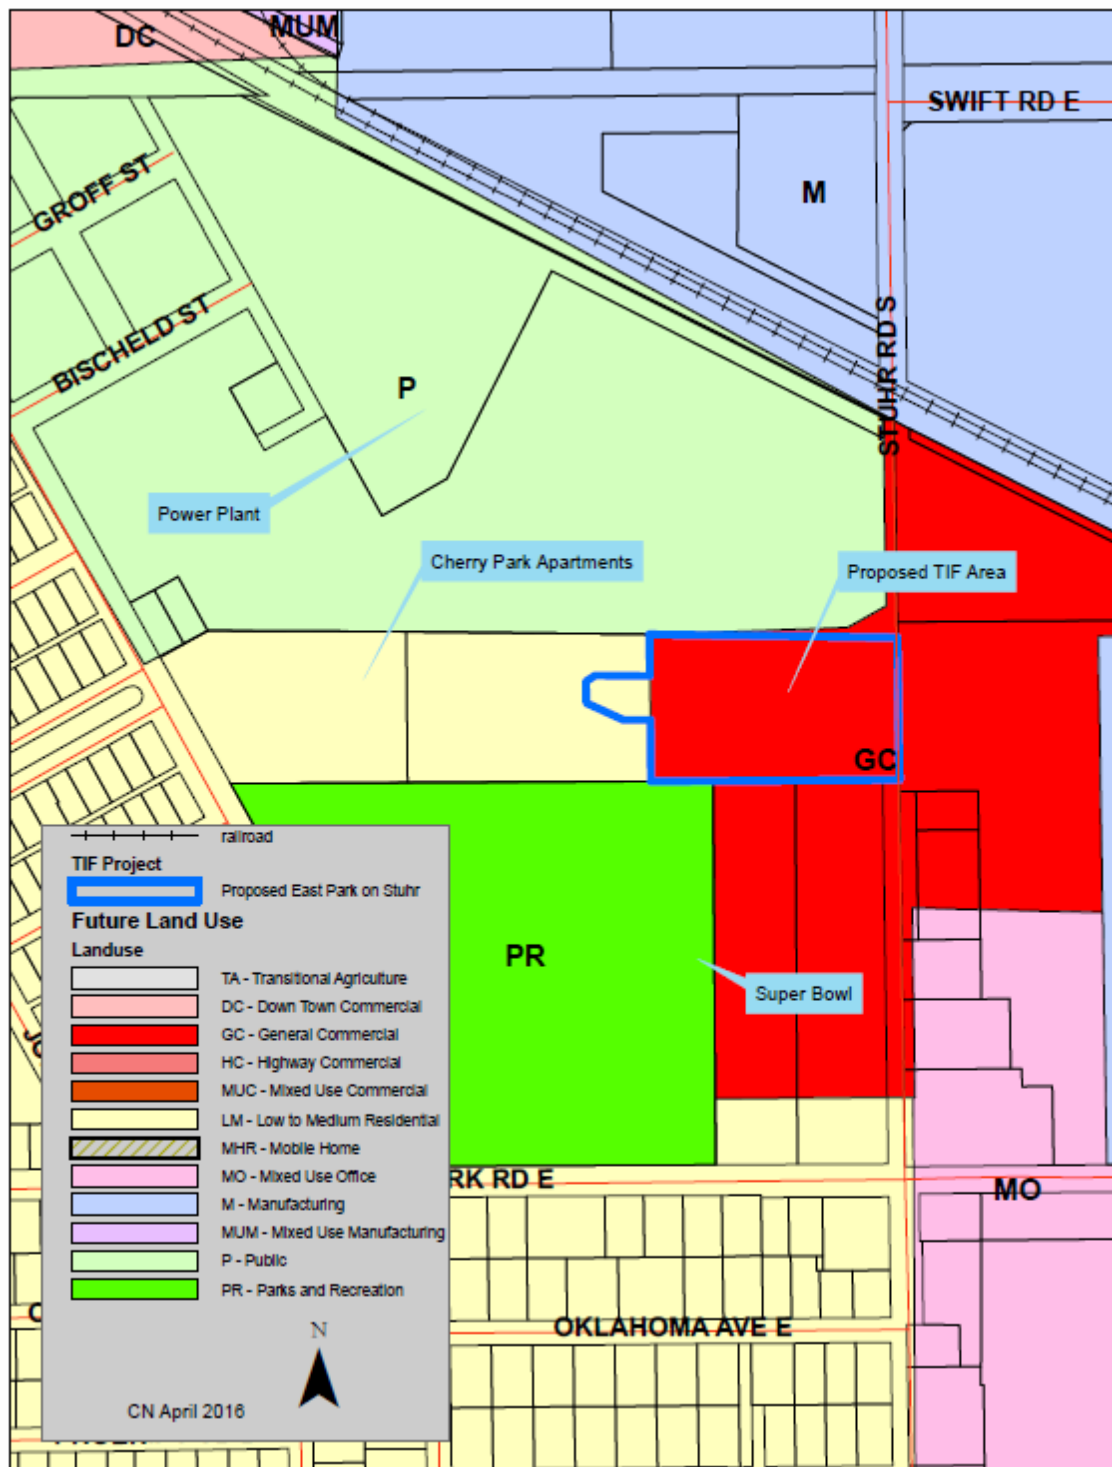 DC
MUM
SWIFT RD E
GROFF ST
M
BISCHELD ST
STUHR RD S
P
Power Plant
Cherry Park Apartments
Proposed TIF Area
GC
railroad
TIF Project
Proposed East Park on Stuhr
Future Land Use
Landuse
PR
TA - Transitional Agriculture
Super Bowl
DC - Down Town Commercial
GC - General Commercial
HC - Highway Commercial
MUC - Mixed Use Commercial
LM - Low to Medium Residential
MHR - Mobile Home
MO - Mixed Use Office
RK RD E
MO
M - Manufacturing
MUM - Mixed Use Manufacturing
P - Public
PR - Parks and Recreation
OKLAHOMA AVE E
N
CN April 2016